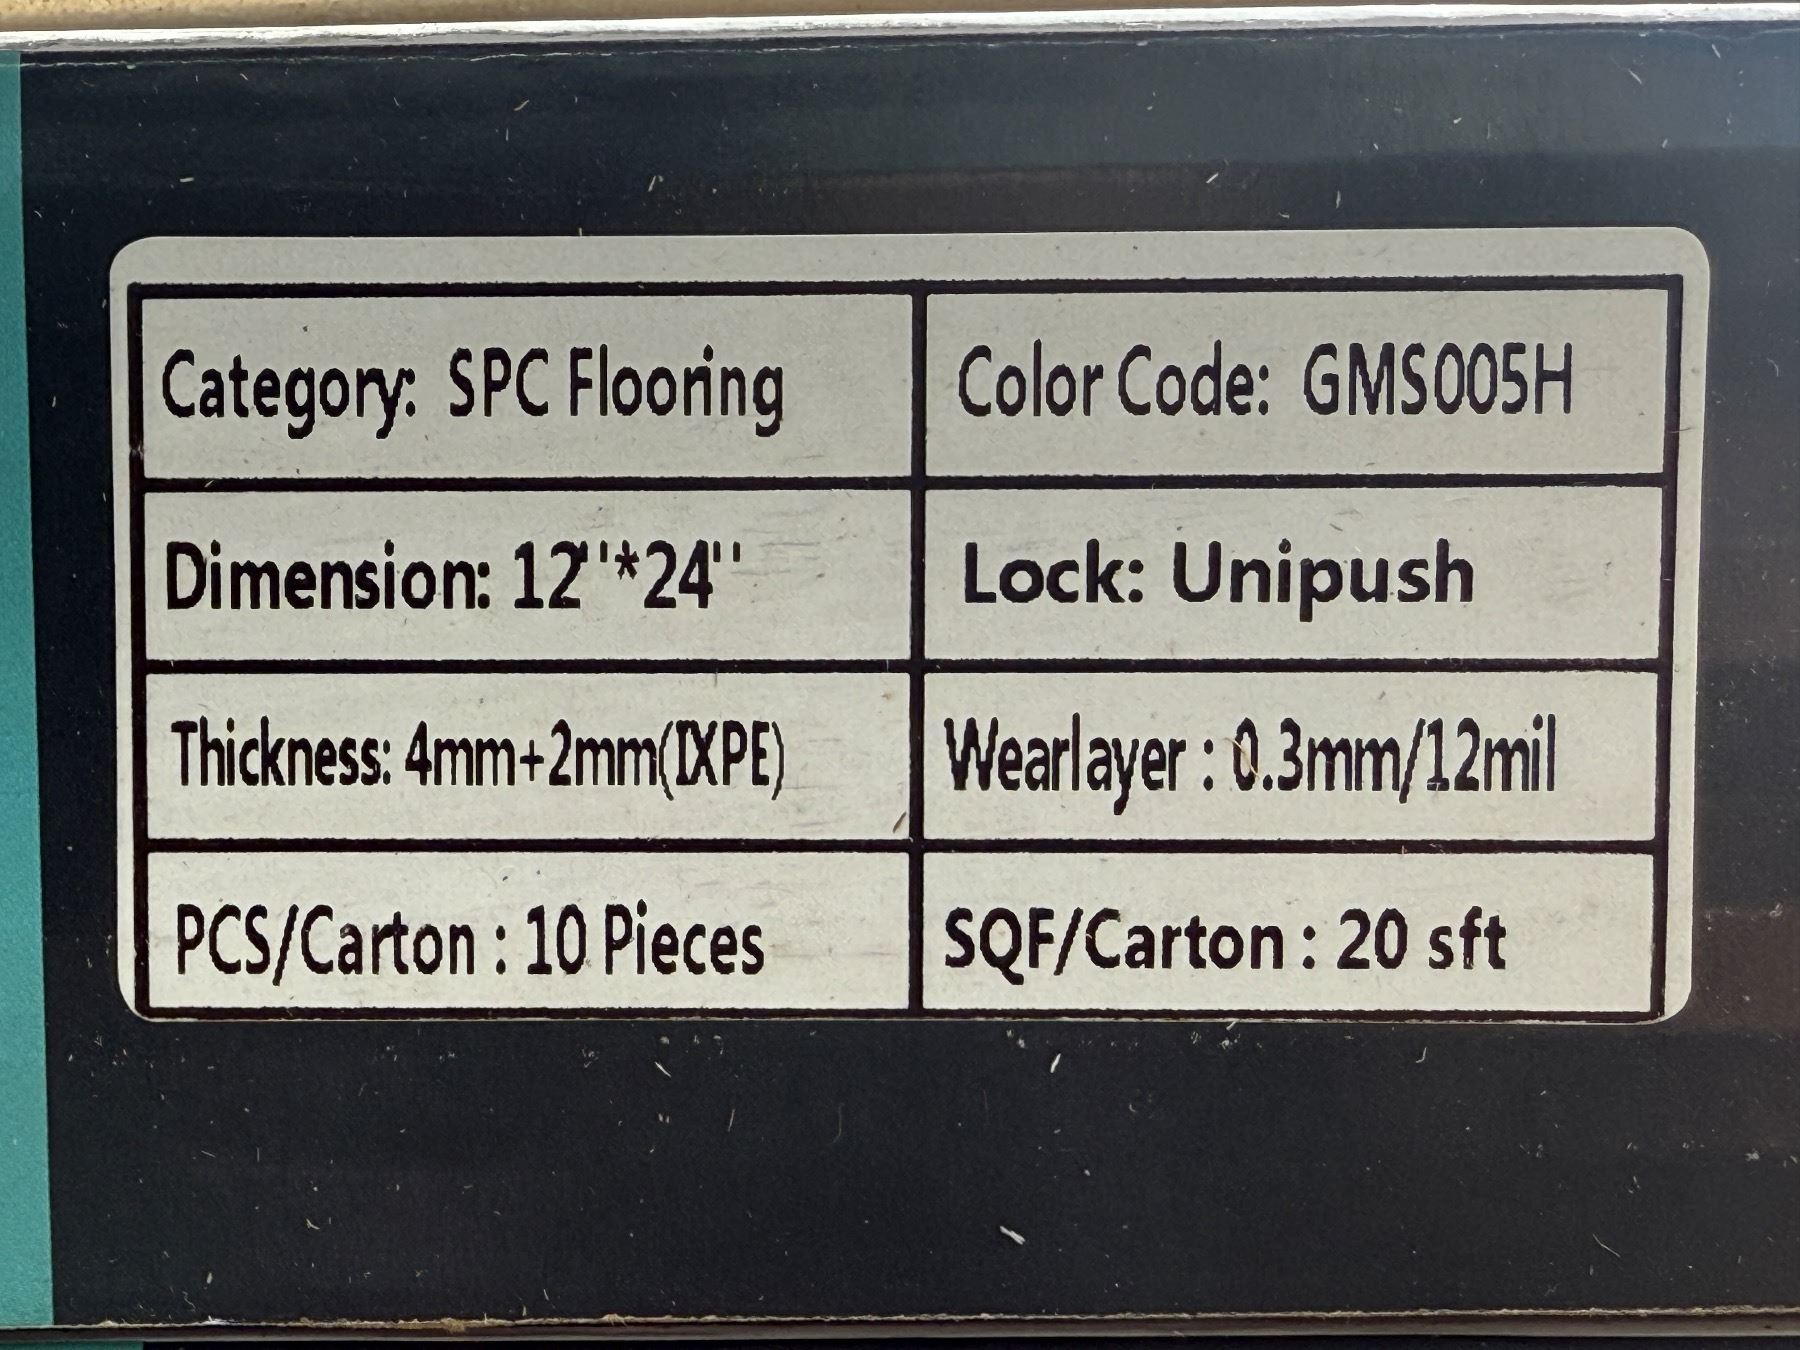 Category: SPC Flooring
Color Code: GMS005H
Dimension: 12''*24''
Lock: Unipush
Thickness: 4mm+2mm(IXPE)
Wearlayer : 0.3mm/12mil
PCS/Carton : 10 Pieces
SQF/Carton : 20 sft